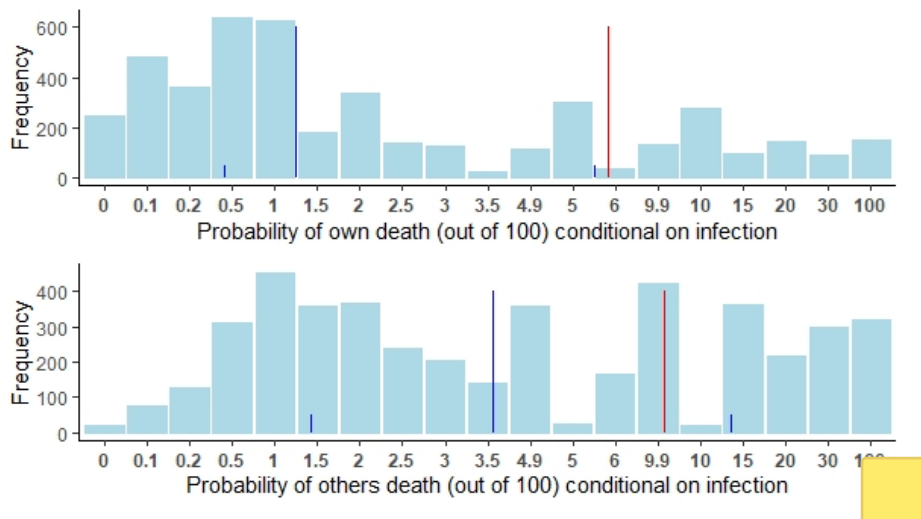 600
400
200
0
Frequency
0 0.1 0.2 0.5 1 1.5 2 2.5 3 3.5 4.9 5 6 9.9 10 15 20 30 100
Probability of own death (out of 100) conditional on infection
400
300
200
100
0
Frequency
0 0.1 0.2 0.5 1 1.5 2 2.5 3 3.5 4.9 5 6 9.9 10 15 20 30 100
Probability of others death (out of 100) conditional on infection